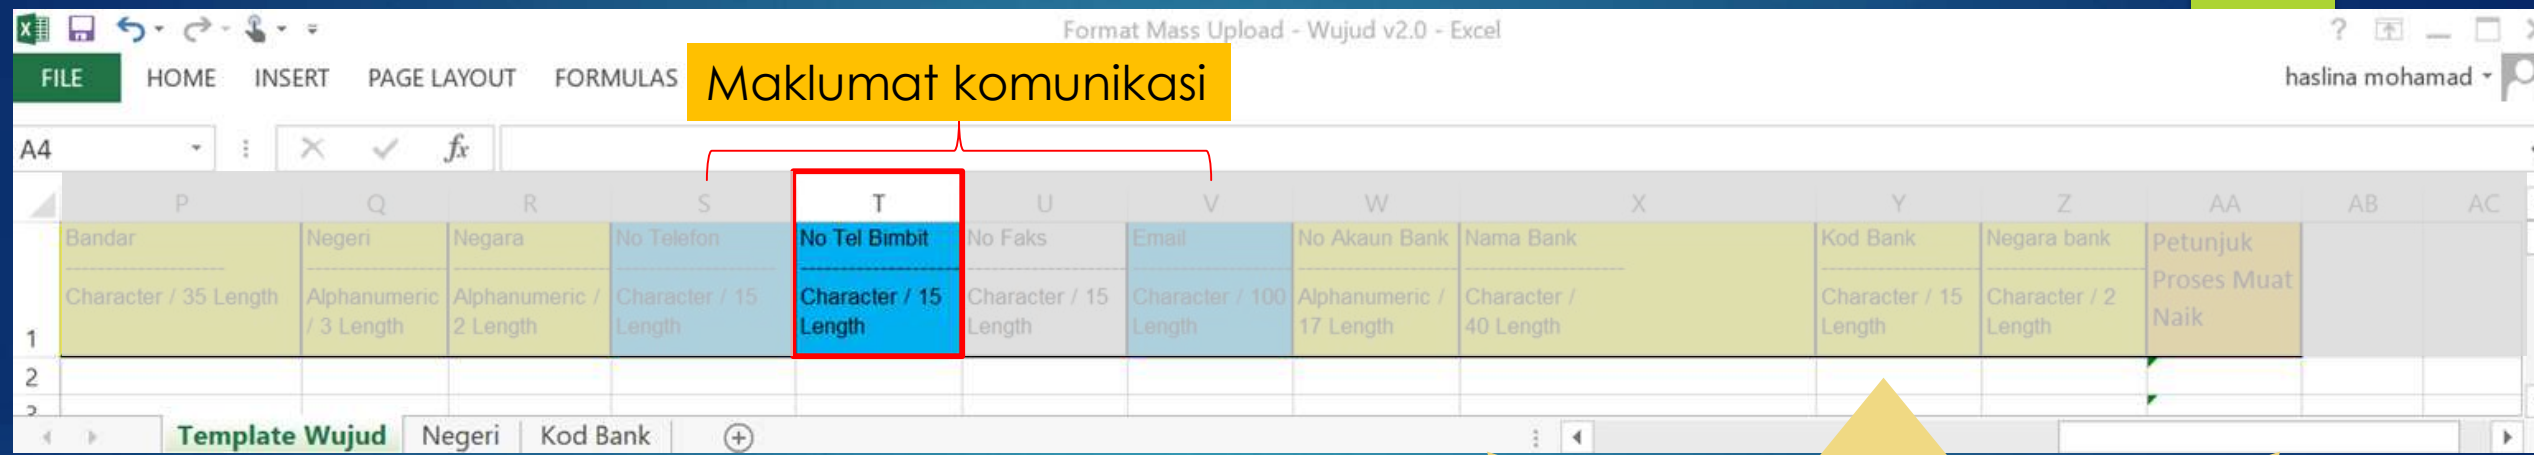 Format Mass Upload - Wujud v2.0 - Excel
FILE HOME INSERT PAGE LAYOUT FORMULAS
haslina mohamad
Maklumat komunikasi
A4
fx
P Q R S T U V W X Y Z AA AB AC
1
Bandar
Character / 35 Length
Negeri
Alphanumeric
/ 3 Length
Negara
Alphanumeric /
2 Length
No Telefon
Character / 15
Length
No Tel Bimbit
Character / 15
Length
No Faks
Character / 15
Length
Email
Character / 100
Length
No Akaun Bank
Alphanumeric /
17 Length
Nama Bank
Character /
40 Length
Kod Bank
Character / 15
Length
Negara bank
Character / 2
Length
Petunjuk
Proses Muat
Naik
2
Template Wujud Negeri Kod Bank